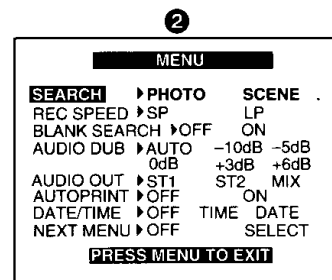 2
MENU
SEARCH ▸PHOTO SCENE
REC SPEED ▸SP LP
BLANK SEARCH ▸OFF ON
AUDIO DUB ▸AUTO −10dB −5dB
0dB +3dB +6dB
AUDIO OUT ▸ST1 ST2 MIX
AUTOPRINT ▸OFF ON
DATE/TIME ▸OFF TIME DATE
NEXT MENU ▸OFF SELECT
PRESS MENU TO EXIT